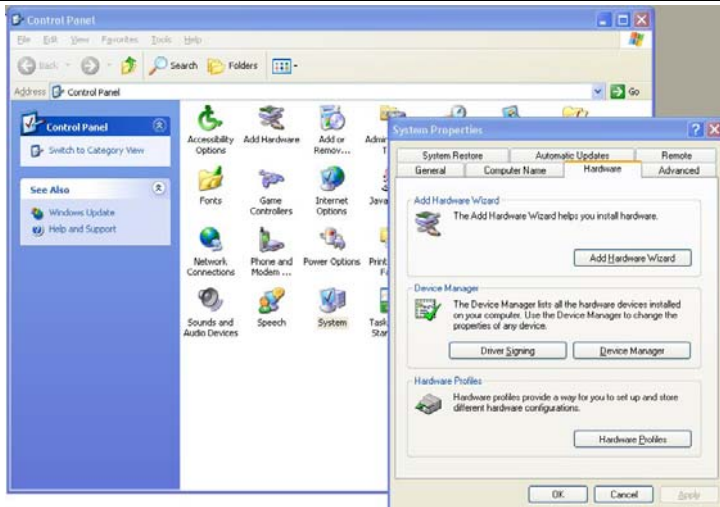 Control Panel
File Edit View Favorites Tools Help
Back Search Folders
Address Control Panel Go
Control Panel
Switch to Category View
See Also
Windows Update
Help and Support
Accessibility Options
Add Hardware
Add or Remov...
Fonts
Game Controllers
Internet Options
Java
Network Connections
Phone and Modem ...
Power Options
Sounds and Audio Devices
Speech
System
System Properties
System Restore Automatic Updates Remote
General Computer Name Hardware Advanced
Add Hardware Wizard
The Add Hardware Wizard helps you install hardware.
Add Hardware Wizard
Device Manager
The Device Manager lists all the hardware devices installed
on your computer. Use the Device Manager to change the
properties of any device.
Driver Signing Device Manager
Hardware Profiles
Hardware profiles provide a way for you to set up and store
different hardware configurations.
Hardware Profiles
OK Cancel Apply